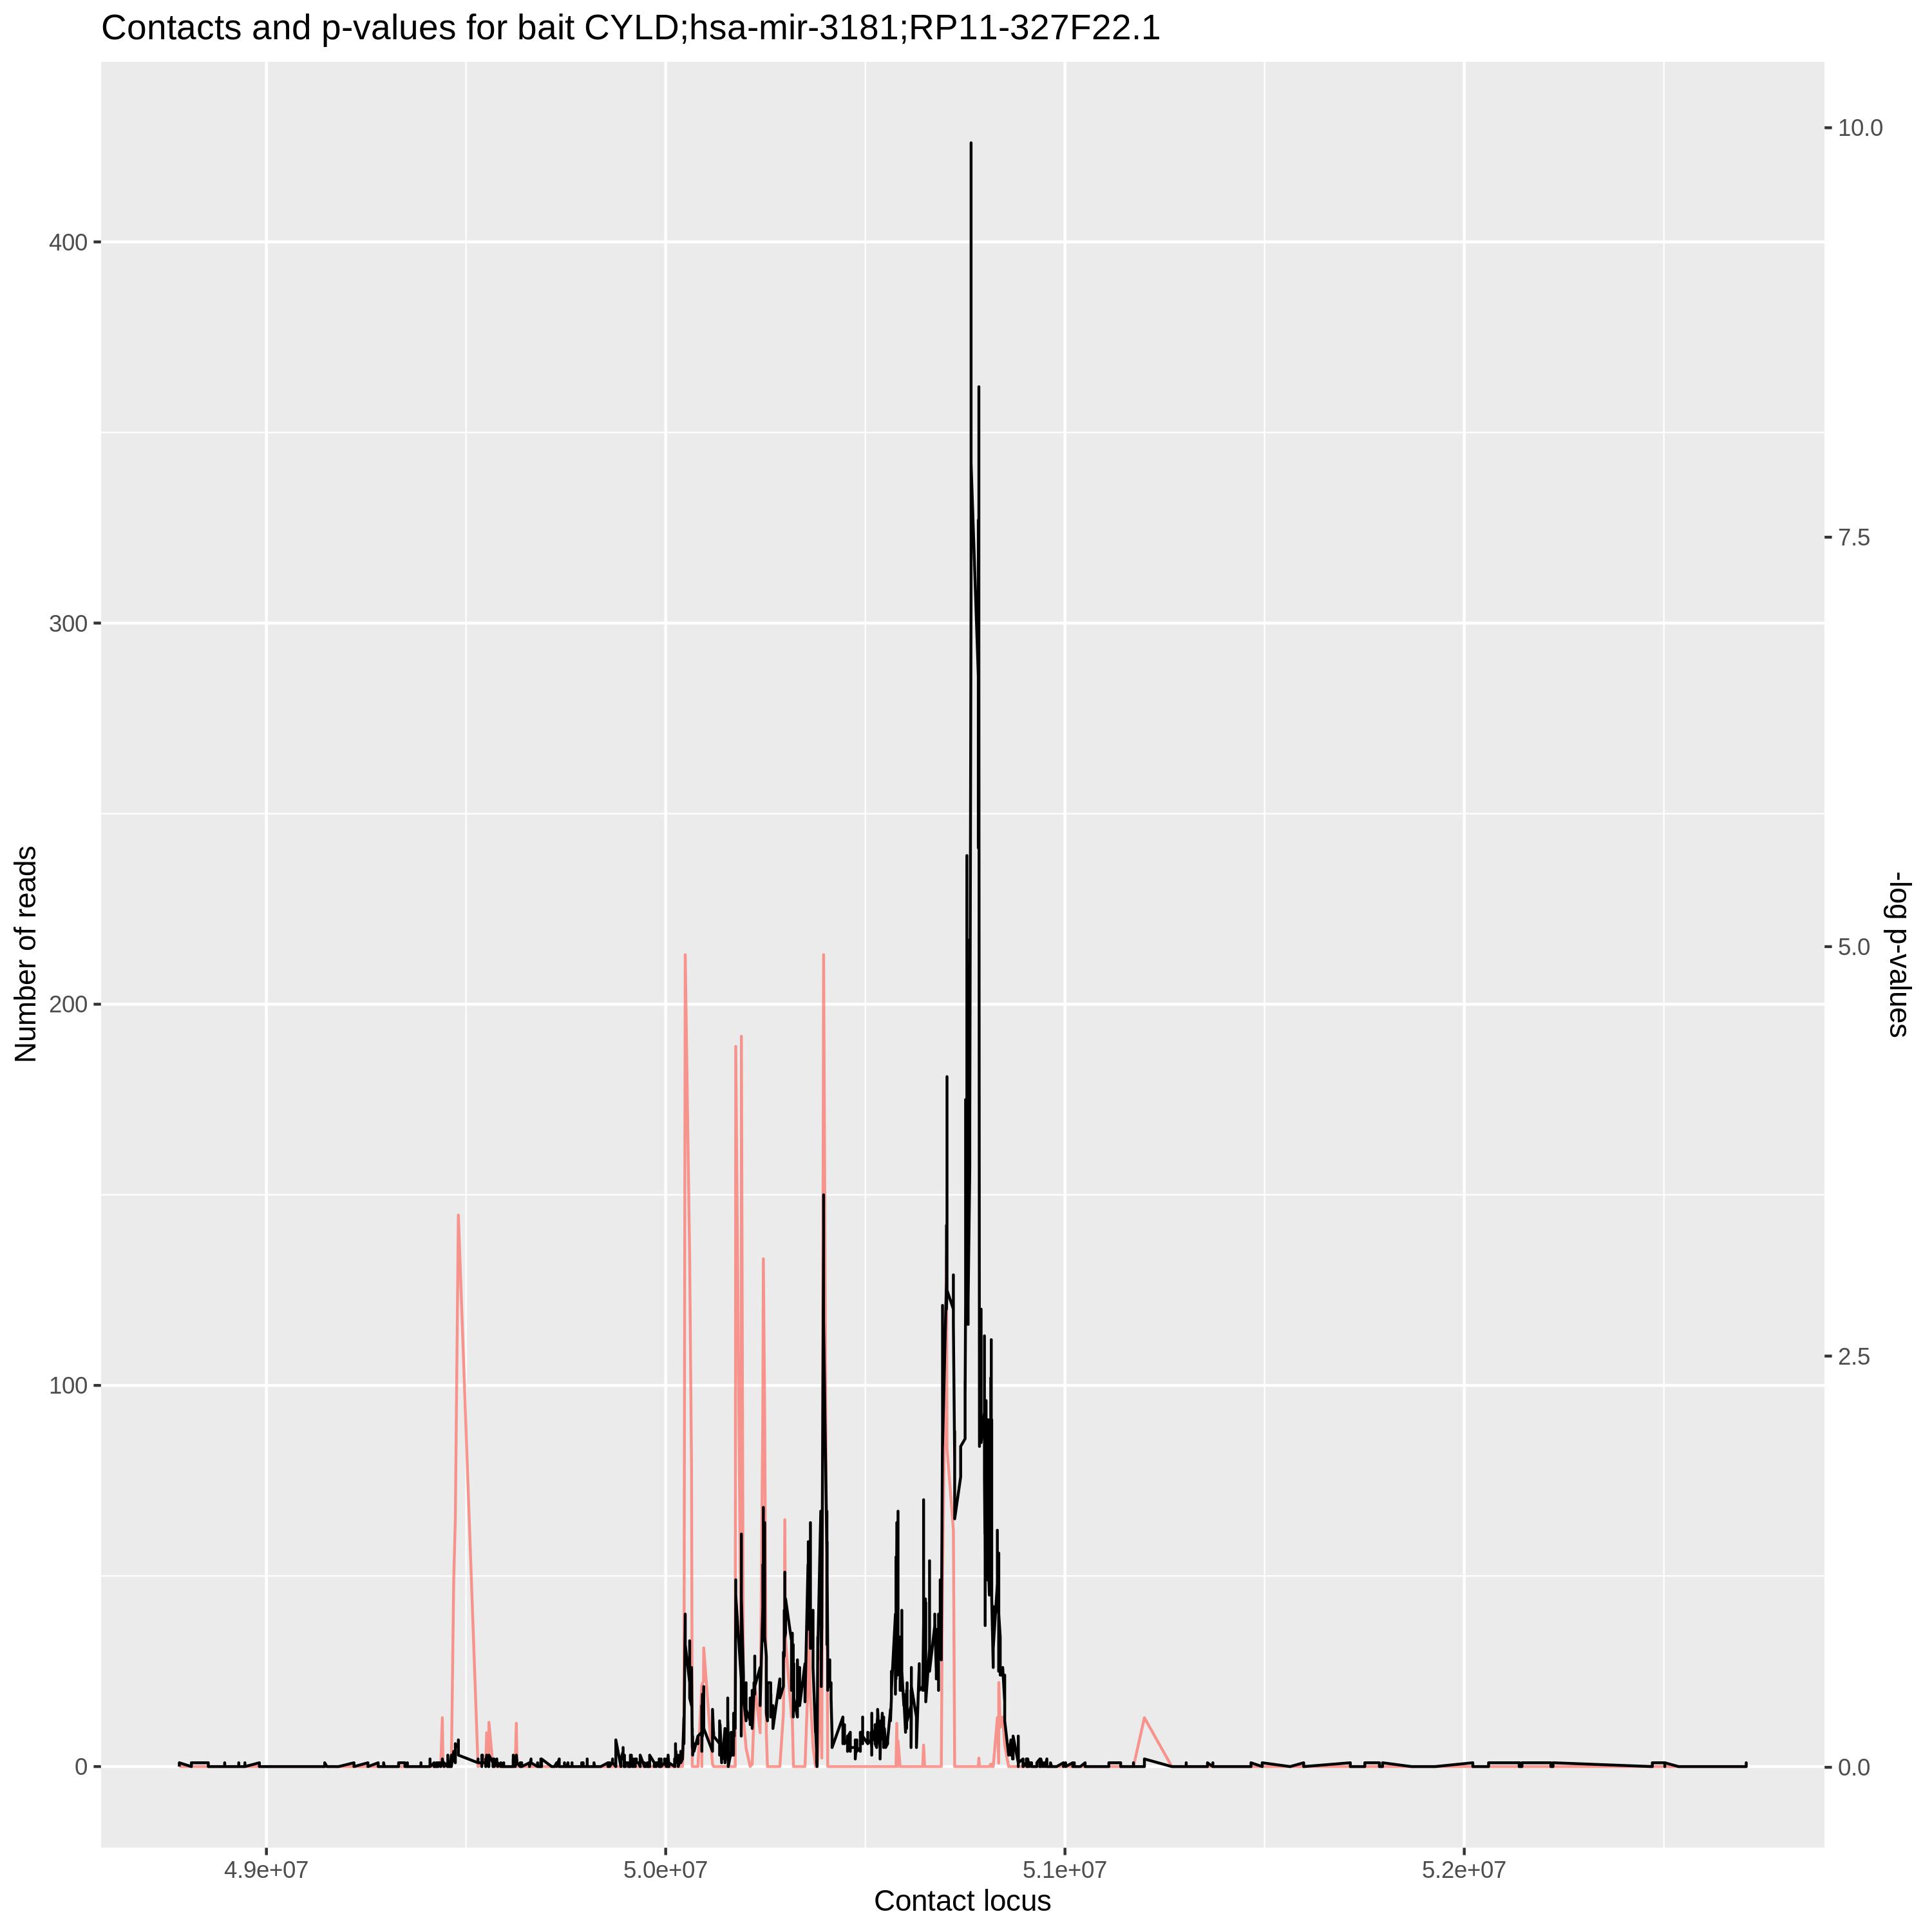 Contacts and p-values for bait CYLD;hsa-mir-3181;RP11-327F22.1
10.0
400
7.5
300
Number of reads
5.0
-log p-values
200
2.5
100
0
0.0
4.9e+07 5.0e+07 5.1e+07 5.2e+07
Contact locus